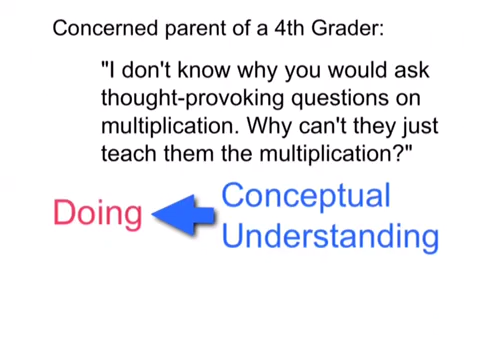 Concerned parent of a 4th Grader:
"I don't know why you would ask
thought-provoking questions on
multiplication. Why can't they just
teach them the multiplication?"
Doing
Conceptual
Understanding